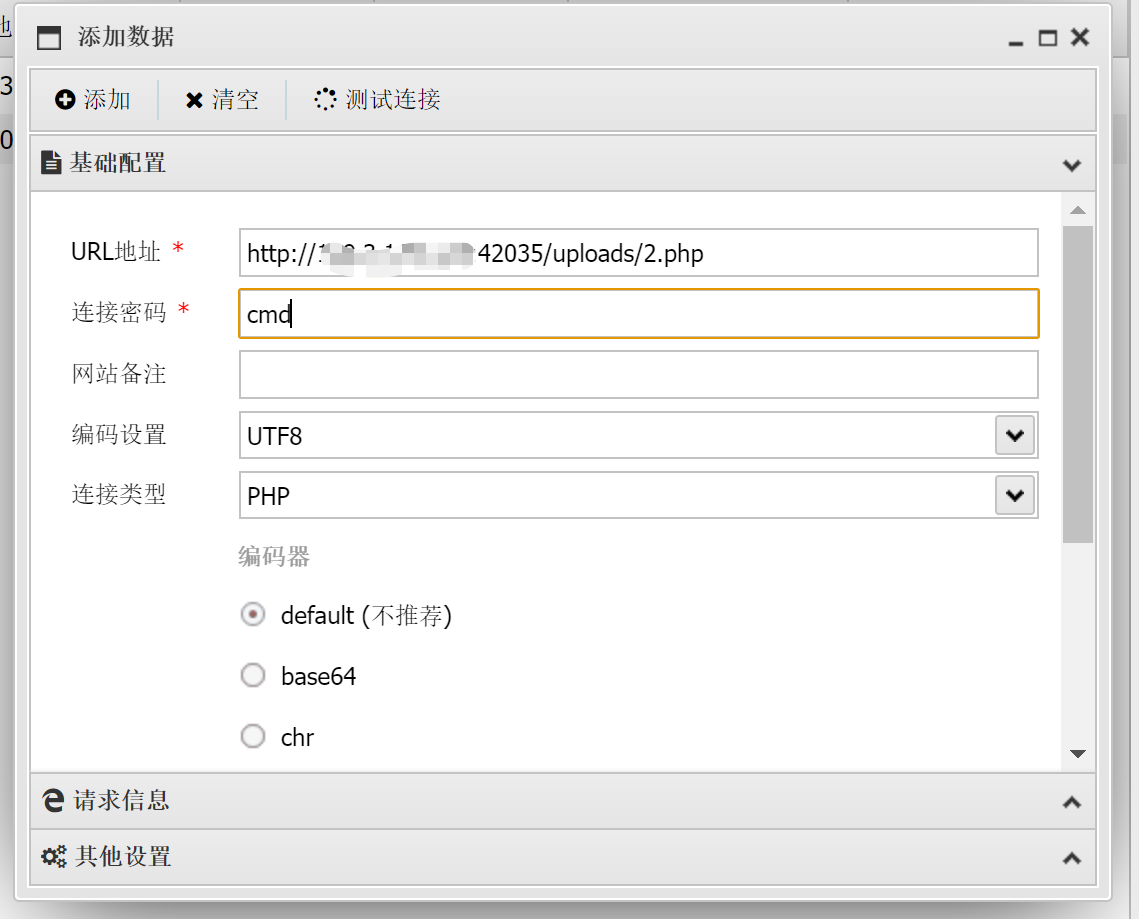 添加数据
添加 清空 测试连接
基础配置
URL地址 * http:// 42035/uploads/2.php
连接密码 * cmd
网站备注
编码设置 UTF8
连接类型 PHP
编码器
default (不推荐)
base64
chr
请求信息
其他设置